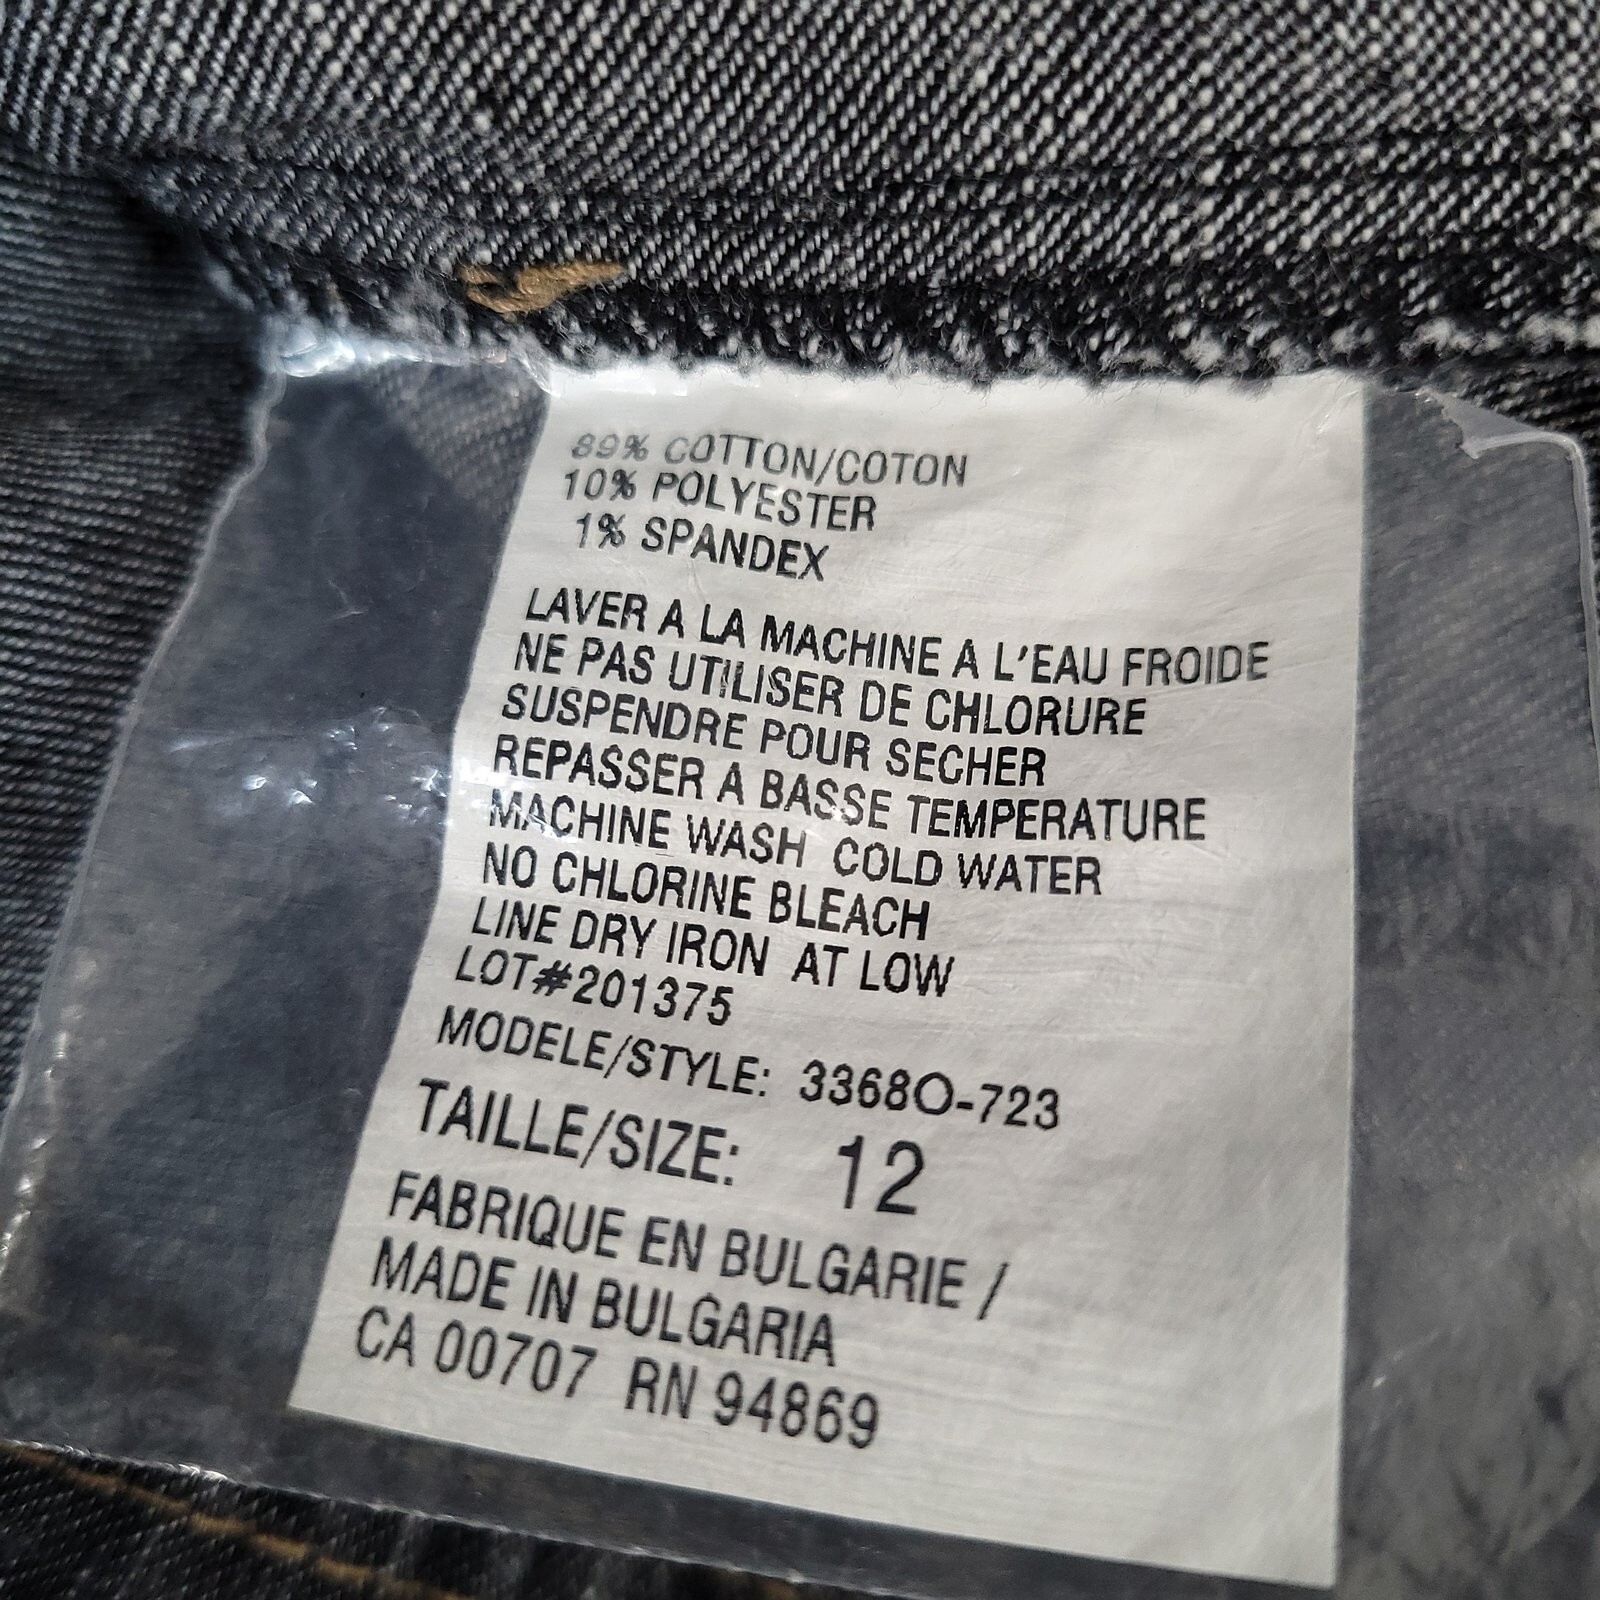 89% COTTON/COTON
10% POLYESTER
1% SPANDEX
LAVER A LA MACHINE A L'EAU FROIDE
NE PAS UTILISER DE CHLORURE
SUSPENDRE POUR SECHER
REPASSER A BASSE TEMPERATURE
MACHINE WASH COLD WATER
NO CHLORINE BLEACH
LINE DRY IRON AT LOW
LOT#201375
MODELE/STYLE: 3368O-723
TAILLE/SIZE: 12
FABRIQUE EN BULGARIE /
MADE IN BULGARIA
CA 00707 RN 94869